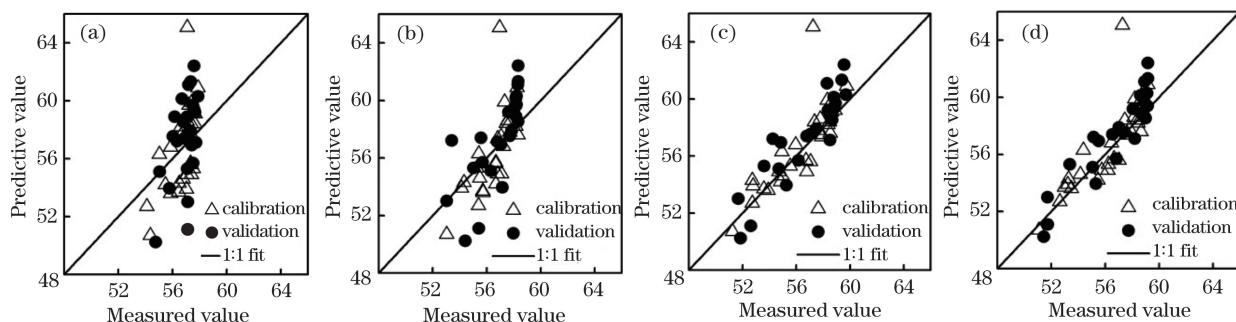 (a)
64
60
56
52
48
52 56 60 64
Predictive value
Measured value
calibration
validation
1:1 fit
(b)
64
60
56
52
48
52 56 60 64
Predictive value
Measured value
calibration
validation
1:1 fit
(c)
64
60
56
52
48
52 56 60 64
Predictive value
Measured value
calibration
validation
1:1 fit
(d)
64
60
56
52
48
52 56 60 64
Predictive value
Measured value
calibration
validation
1:1 fit